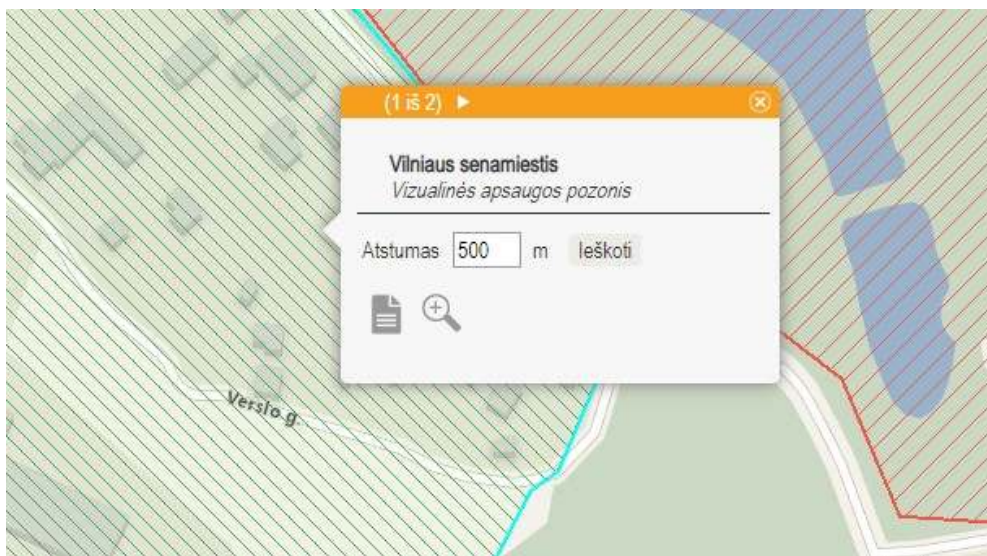 (1 iš 2)
Vilniaus senamiestis
Vizualinės apsaugos pozonis
Atstumas 500 m Ieškoti
Verslo g.